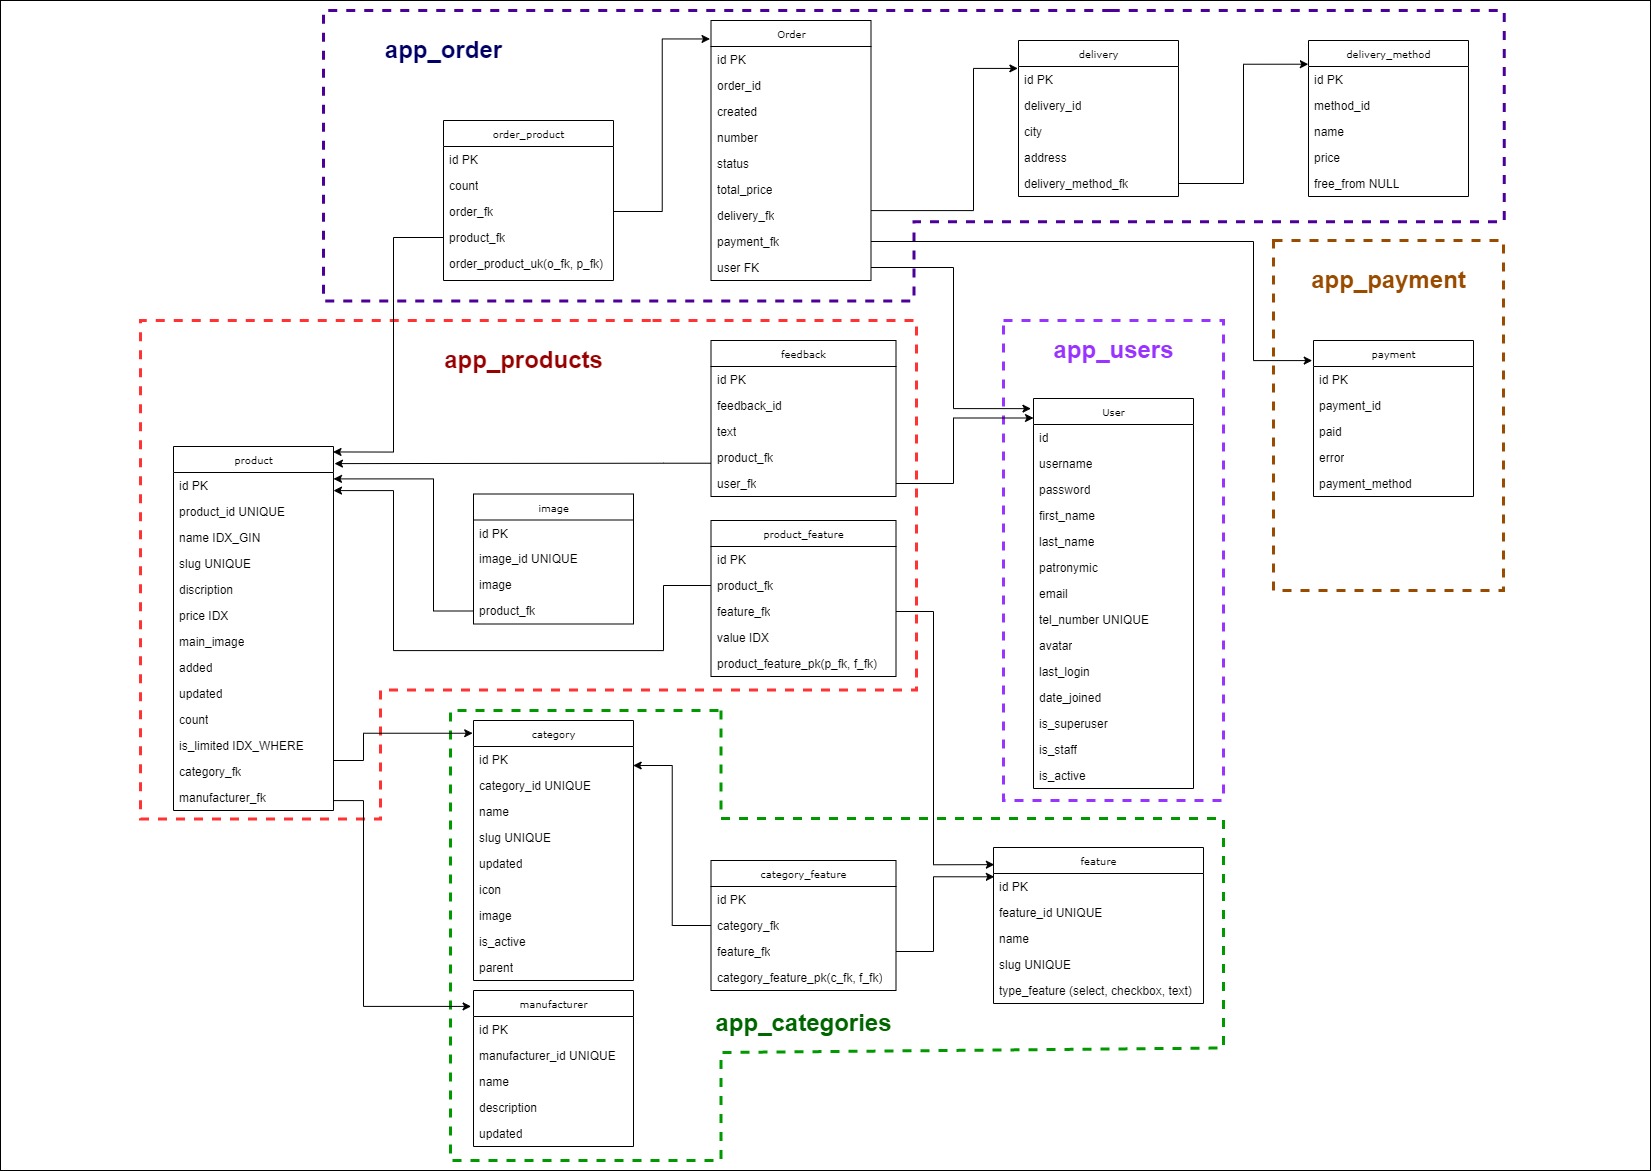 app_order
Order
id PK
order_id
created
number
status
total_price
delivery_fk
payment_fk
user FK
delivery
id PK
delivery_id
city
address
delivery_method_fk
delivery_method
id PK
method_id
name
price
free_from NULL
order_product
id PK
count
order_fk
product_fk
order_product_uk(o_fk, p_fk)
app_payment
payment
id PK
payment_id
paid
error
payment_method
app_products
feedback
id PK
feedback_id
text
product_fk
user_fk
app_users
User
id
username
password
first_name
last_name
patronymic
email
tel_number UNIQUE
avatar
last_login
date_joined
is_superuser
is_staff
is_active
product
id PK
product_id UNIQUE
name IDX_GIN
slug UNIQUE
discription
price IDX
main_image
added
updated
count
is_limited IDX_WHERE
category_fk
manufacturer_fk
image
id PK
image_id UNIQUE
image
product_fk
product_feature
id PK
product_fk
feature_fk
value IDX
product_feature_pk(p_fk, f_fk)
category
id PK
category_id UNIQUE
name
slug UNIQUE
updated
icon
image
is_active
parent
category_feature
id PK
category_fk
feature_fk
category_feature_pk(c_fk, f_fk)
feature
id PK
feature_id UNIQUE
name
slug UNIQUE
type_feature (select, checkbox, text)
manufacturer
id PK
manufacturer_id UNIQUE
name
description
updated
app_categories